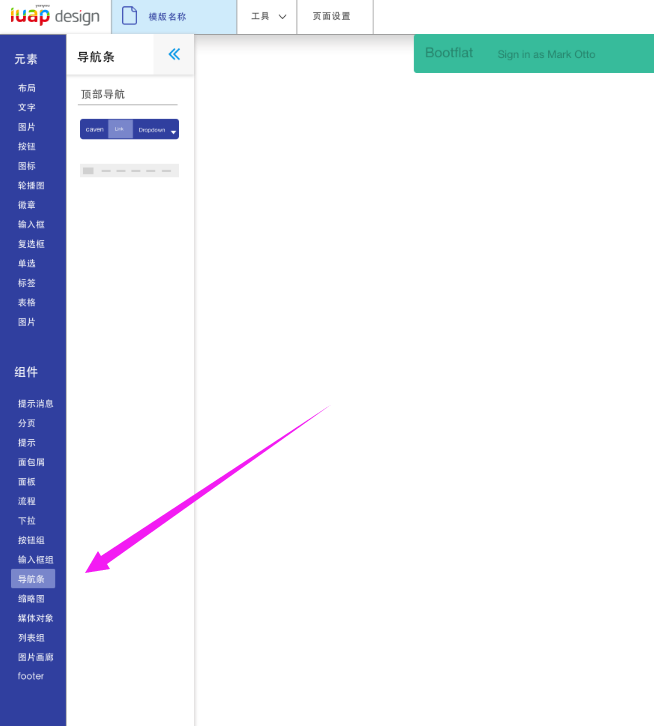 luap design
模版名称
工具
页面设置
元素
布局
文字
图片
按钮
图标
轮播图
徽章
输入框
复选框
单选
标签
表格
图片
组件
提示消息
分页
提示
面包屑
面板
流程
下拉
按钮组
输入框组
导航条
缩略图
媒体对象
列表组
图片画廊
footer
导航条
顶部导航
caven Link Dropdown
Bootflat Sign in as Mark Otto